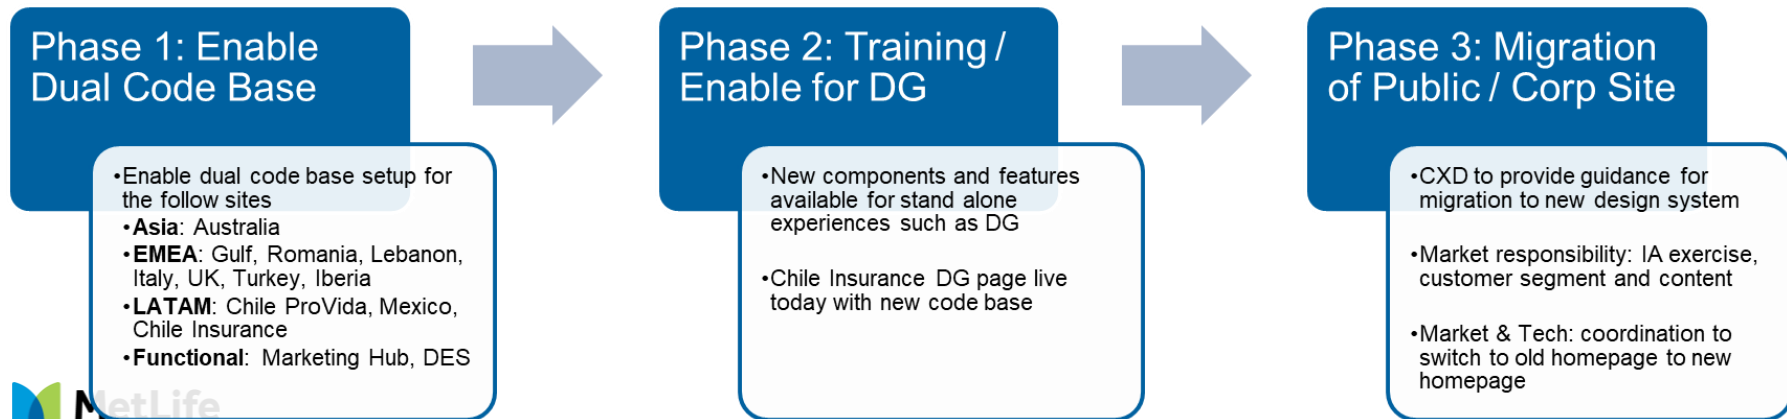 Phase 1: Enable
Dual Code Base
•Enable dual code base setup for
the follow sites
•Asia: Australia
•EMEA: Gulf, Romania, Lebanon,
Italy, UK, Turkey, Iberia
•LATAM: Chile ProVida, Mexico,
Chile Insurance
•Functional: Marketing Hub, DES
Phase 2: Training /
Enable for DG
•New components and features
available for stand alone
experiences such as DG
•Chile Insurance DG page live
today with new code base
Phase 3: Migration
of Public / Corp Site
•CXD to provide guidance for
migration to new design system
•Market responsibility: IA exercise,
customer segment and content
•Market & Tech: coordination to
switch to old homepage to new
homepage
MetLife